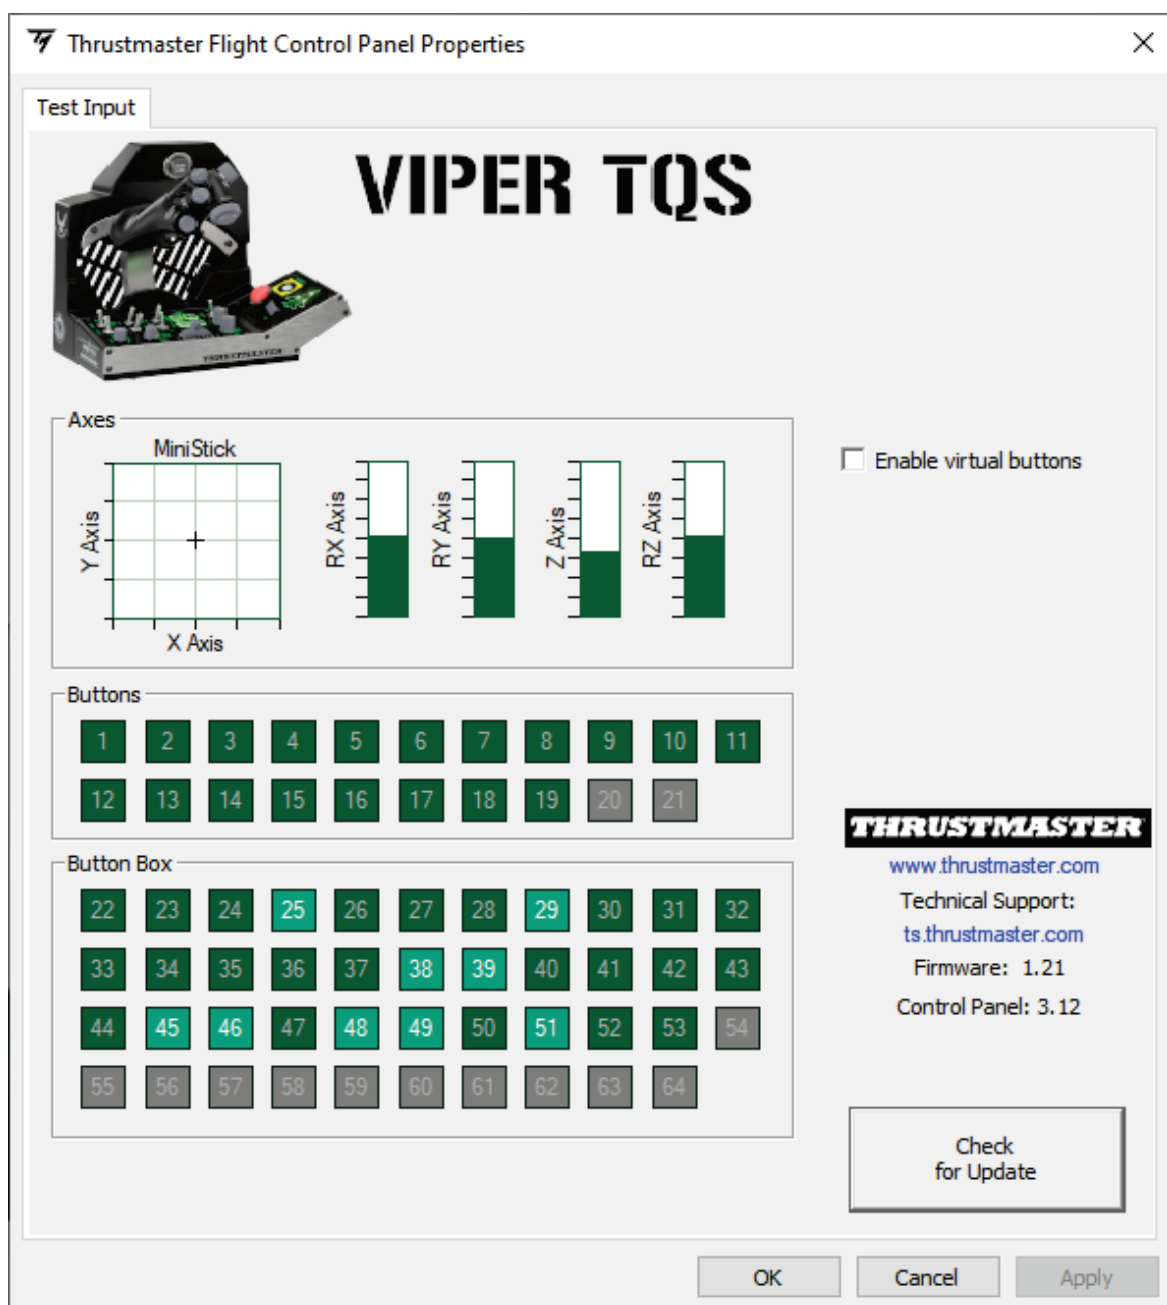 Thrustmaster Flight Control Panel Properties
Test Input
VIPER TQS
THRUSTMASTER
Axes
MiniStick
Y Axis
X Axis
RX Axis
RY Axis
Z Axis
RZ Axis
Enable virtual buttons
Buttons
1 2 3 4 5 6 7 8 9 10 11
12 13 14 15 16 17 18 19 20 21
Button Box
22 23 24 25 26 27 28 29 30 31 32
33 34 35 36 37 38 39 40 41 42 43
44 45 46 47 48 49 50 51 52 53 54
55 56 57 58 59 60 61 62 63 64
THRUSTMASTER
www.thrustmaster.com
Technical Support:
ts.thrustmaster.com
Firmware: 1.21
Control Panel: 3.12
Check
for Update
OK
Cancel
Apply